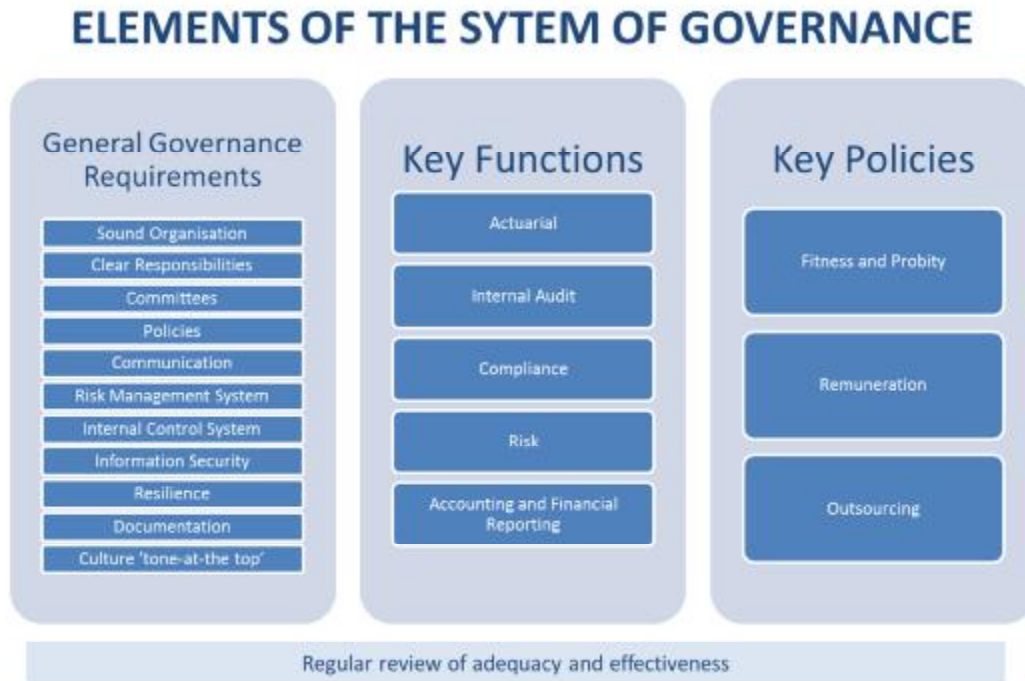 ELEMENTS OF THE SYTEM OF GOVERNANCE
General Governance
Requirements
Sound Organisation
Clear Responsibilities
Committees
Policies
Communication
Risk Management System
Internal Control System
Information Security
Resilience
Documentation
Culture 'tone-at-the top'
Key Functions
Actuarial
Internal Audit
Compliance
Risk
Accounting and Financial
Reporting
Key Policies
Fitness and Probity
Remuneration
Outsourcing
Regular review of adequacy and effectiveness